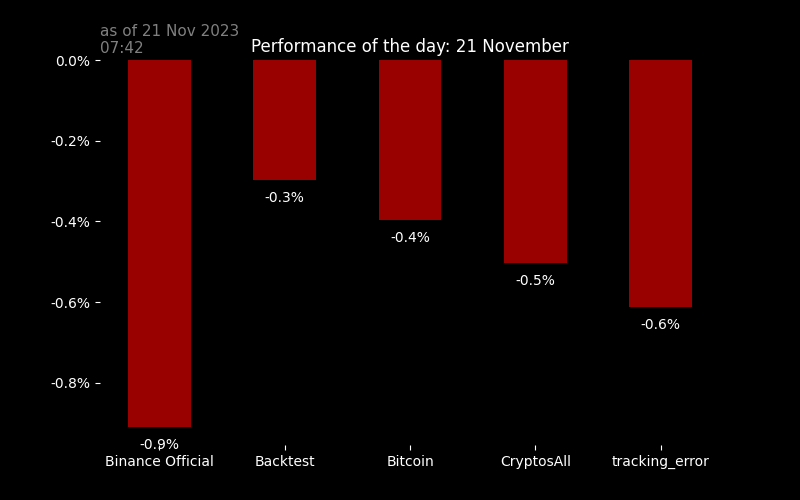 as of 21 Nov 2023
07:42
Performance of the day: 21 November
0.0%
-0.2%
-0.4%
-0.6%
-0.8%
-0.9%
-0.3%
-0.4%
-0.5%
-0.6%
Binance Official
Backtest
Bitcoin
CryptosAll
tracking_error